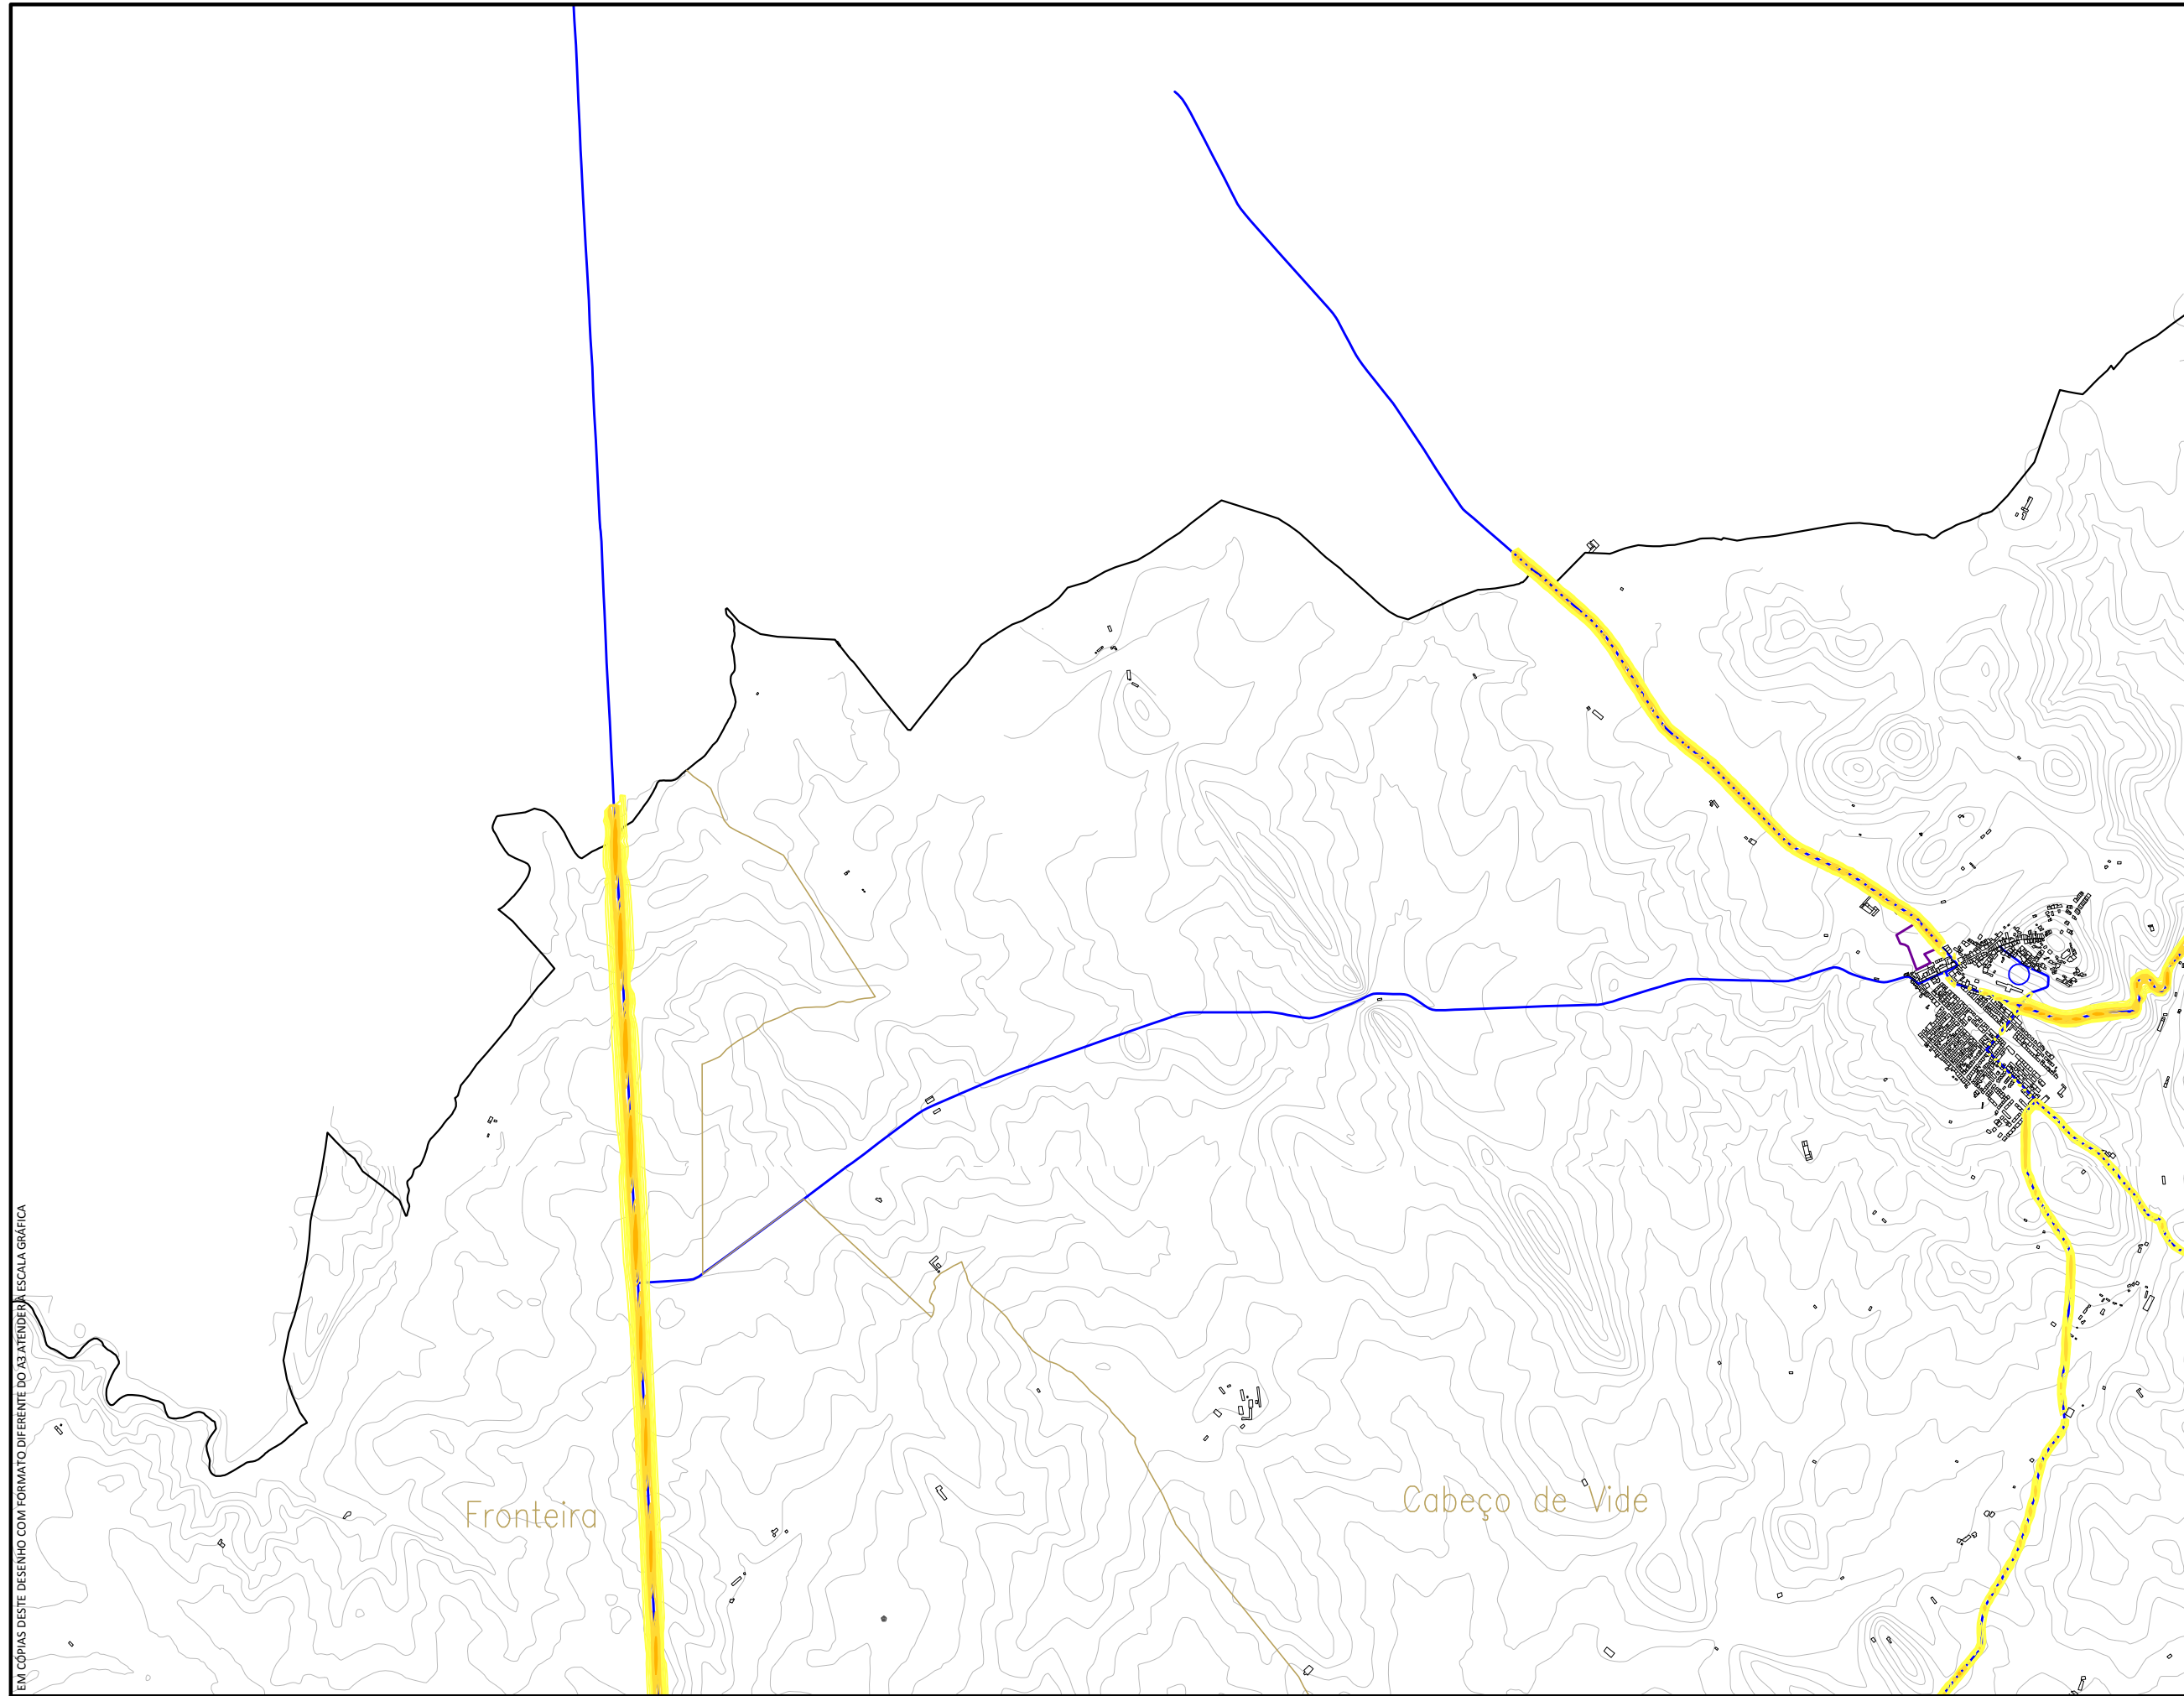 EM CÓPIAS DESTE DESENHO COM FORMATO DIFERENTE DO A3 ATENDER À ESCALA GRÁFICA
Fronteira
Cabeço de Vide